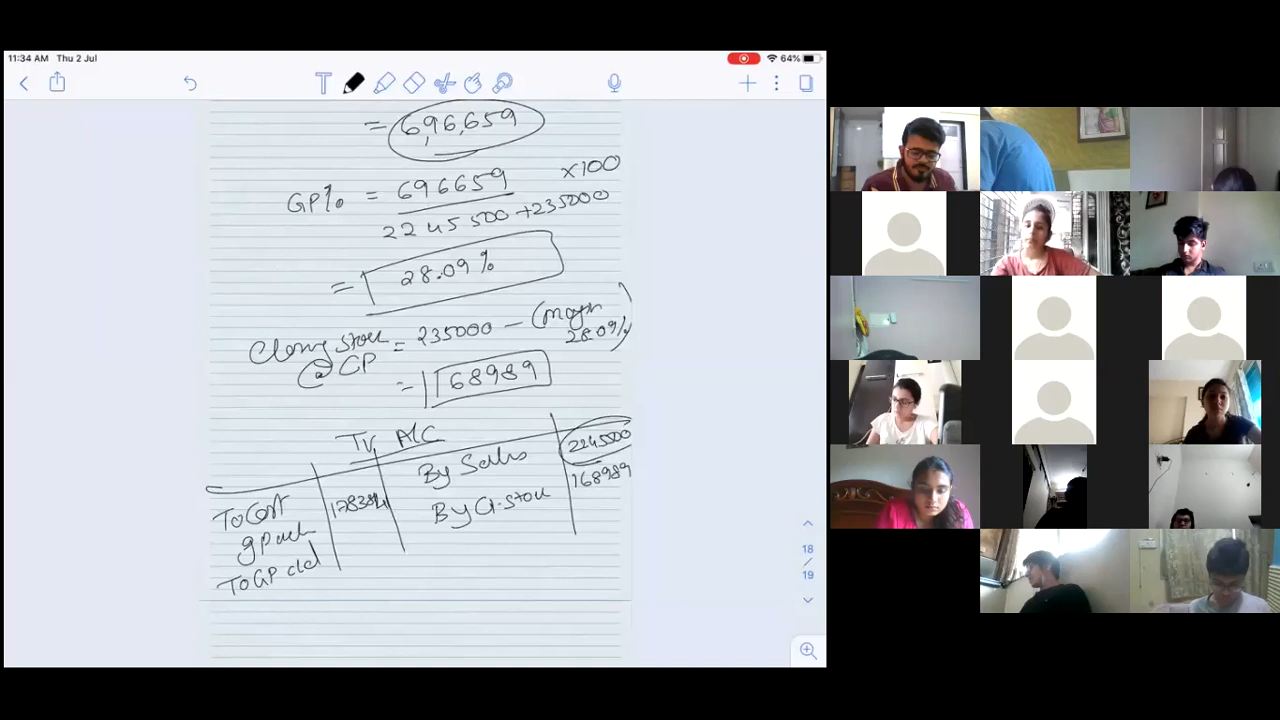 11:34 AM Thu 2 Jul
64%
= 696,659
GP% = 696659 x100
2245500+235000
= 28.09%
Closing stock @ CP = 235000 - (margin 28.09%)
= 168989
Tr A/C
To Cost
By Sales 2245500
By Cl. stock 168989
To GP c/d
18
/
19